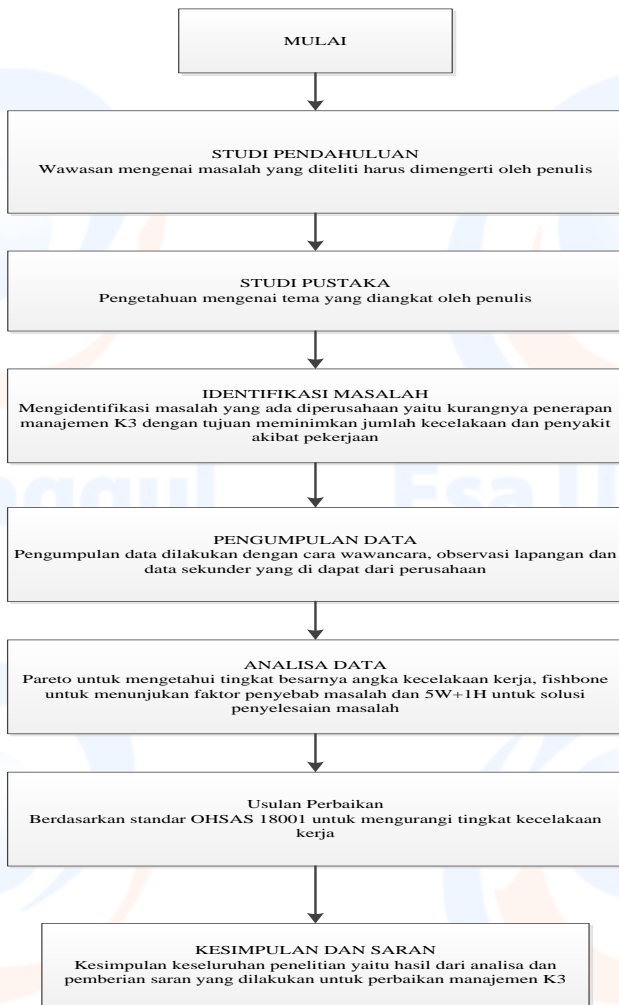 MULAI
STUDI PENDAHULUAN
Wawasan mengenai masalah yang diteliti harus dimengerti oleh penulis
STUDI PUSTAKA
Pengetahuan mengenai tema yang diangkat oleh penulis
IDENTIFIKASI MASALAH
Mengidentifikasi masalah yang ada diperusahaan yaitu kurangnya penerapan
manajemen K3 dengan tujuan meminimkan jumlah kecelakaan dan penyakit
akibat pekerjaan
nggul Esa U
PENGUMPULAN DATA
Pengumpulan data dilakukan dengan cara wawancara, observasi lapangan dan
data sekunder yang di dapat dari perusahaan
ANALISA DATA
Pareto untuk mengetahui tingkat besarnya angka kecelakaan kerja, fishbone
untuk menunjukan faktor penyebab masalah dan 5W+1H untuk solusi
penyelesaian masalah
Usulan Perbaikan
Berdasarkan standar OHSAS 18001 untuk mengurangi tingkat kecelakaan
kerja
KESIMPULAN DAN SARAN
Kesimpulan keseluruhan penelitian yaitu hasil dari analisa dan
pemberian saran yang dilakukan untuk perbaikan manajemen K3